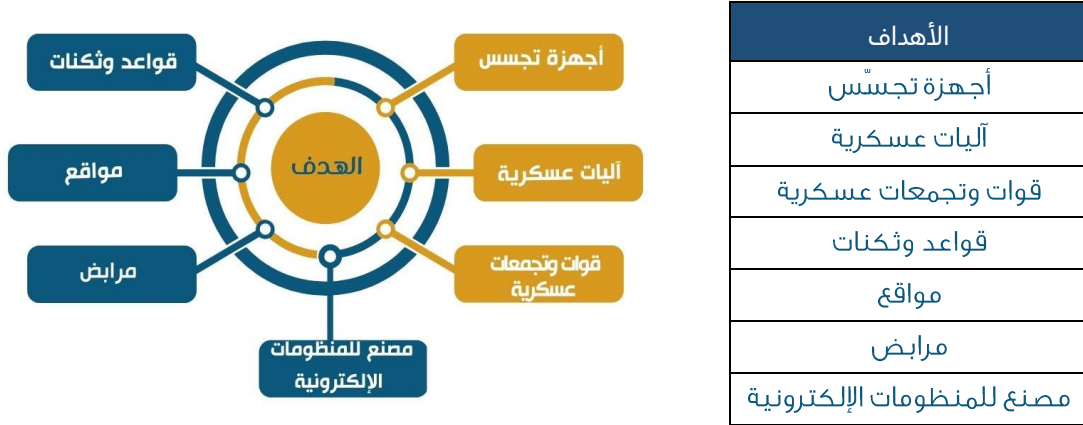 أجهزة تجسس
قواعد وثكنات
آليات عسكرية
الهدف
مواقع
قوات وتجمعات
عسكرية
مرابض
مصنع للمنظومات
الإلكترونية
الأهداف
أجهزة تجسّس
آليات عسكرية
قوات وتجمعات عسكرية
قواعد وثكنات
مواقع
مرابض
مصنع للمنظومات الإلكترونية